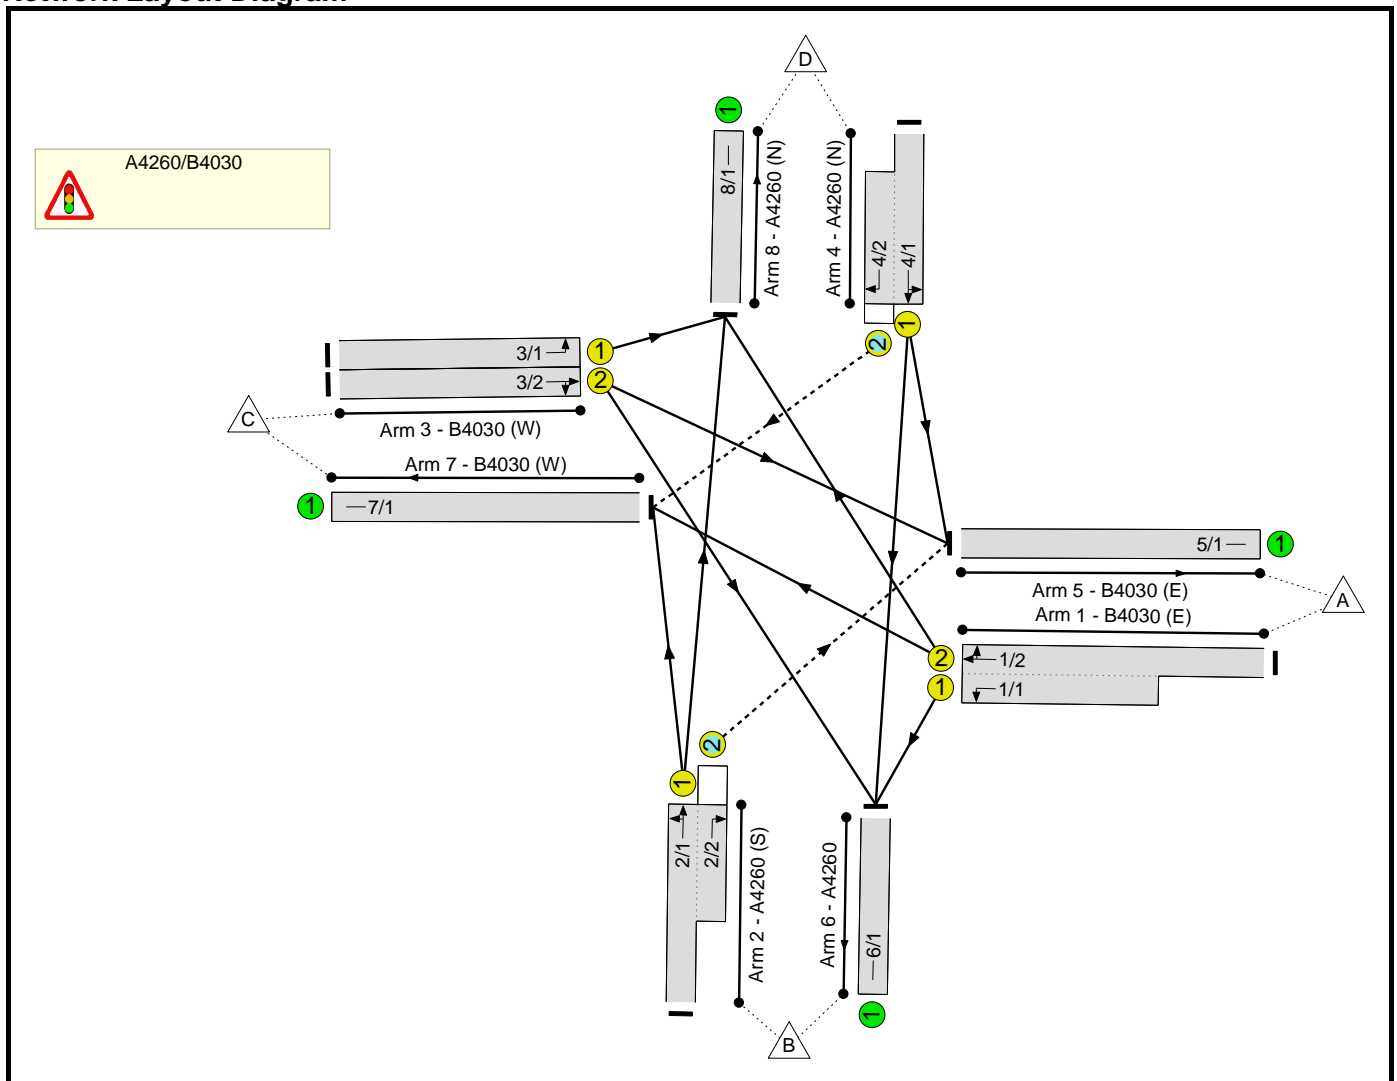 Network Layout Diagram
D
1
A4260/B4030
8/1
Arm 8 - A4260 (N)
Arm 4 - A4260 (N)
4/2
4/1
1
2
3/1
1
3/2
2
C
Arm 3 - B4030 (W)
Arm 7 - B4030 (W)
1
7/1
5/1
1
Arm 5 - B4030 (E)
A
Arm 1 - B4030 (E)
2
1/2
1
1/1
2
1
2/1
2/2
Arm 2 - A4260 (S)
Arm 6 - A4260
6/1
1
B